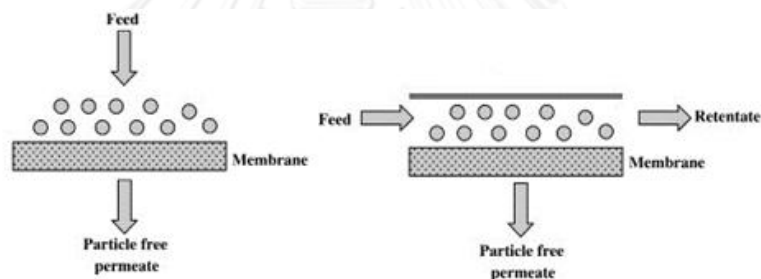 Feed
Membrane
Particle free
permeate
Feed
Retentate
Membrane
Particle free
permeate